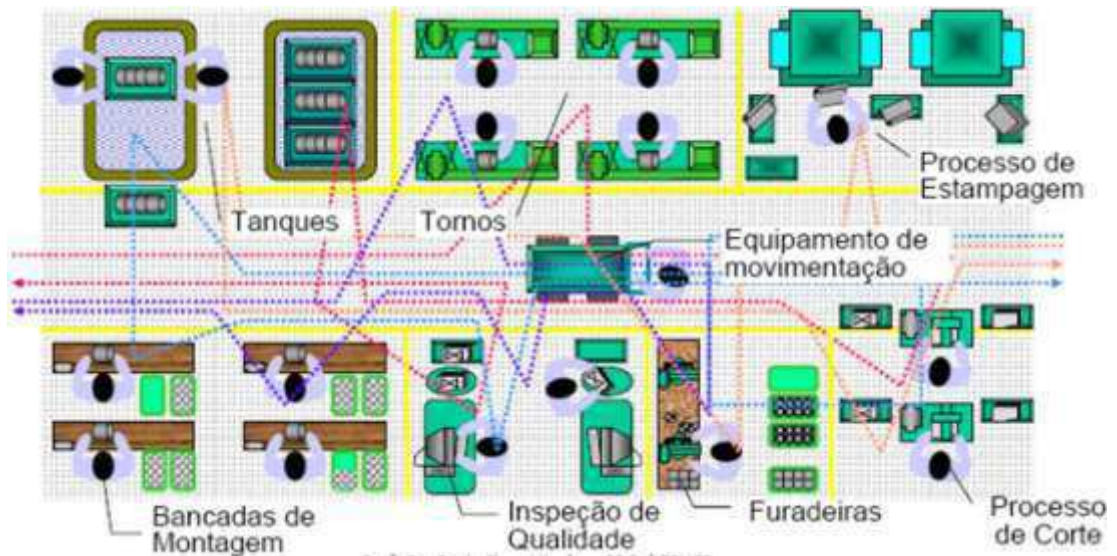 Processo de
Estampagem
Tanques
Tornos
Equipamento de
movimentação
Bancadas de
Montagem
Inspeção de
Qualidade
Furadeiras
Processo
de Corte